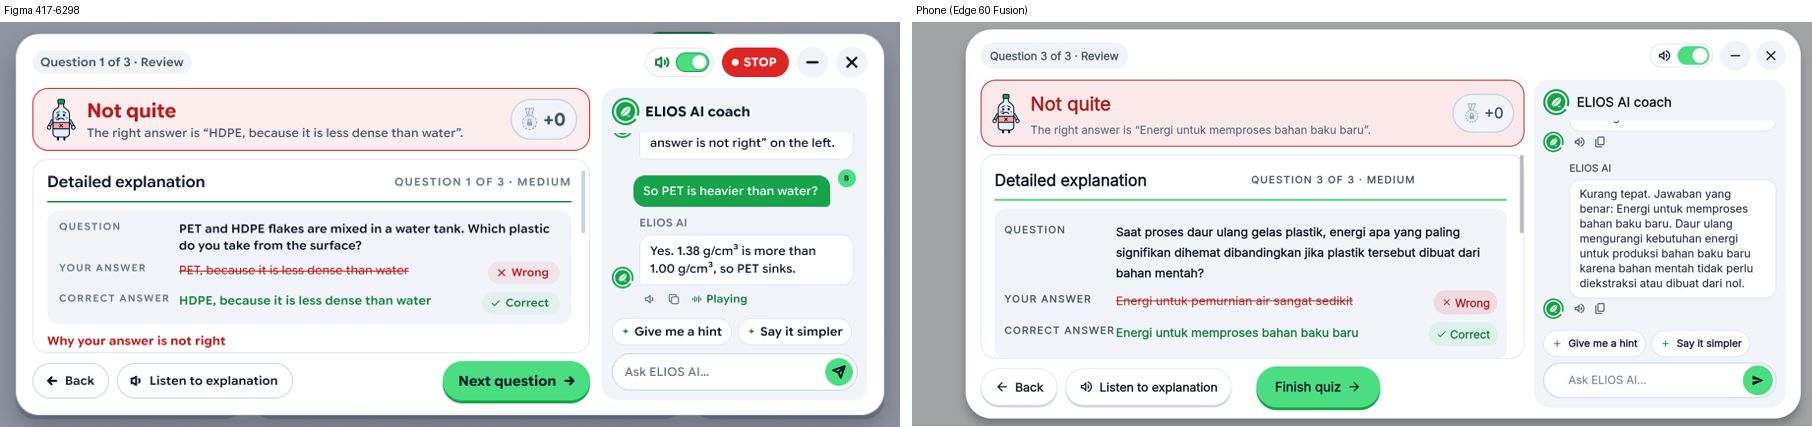 Figma 417-6298
Question 1 of 3 · Review
STOP
Not quite
The right answer is “HDPE, because it is less dense than water”.
+0
Detailed explanation
QUESTION 1 OF 3 · MEDIUM
QUESTION
PET and HDPE flakes are mixed in a water tank. Which plastic
do you take from the surface?
YOUR ANSWER
PET, because it is less dense than water
Wrong
CORRECT ANSWER
HDPE, because it is less dense than water
Correct
Why your answer is not right
Back
Listen to explanation
Next question
ELIOS AI coach
answer is not right” on the left.
So PET is heavier than water?
B
ELIOS AI
Yes. 1.38 g/cm³ is more than
1.00 g/cm³, so PET sinks.
Playing
Give me a hint
Say it simpler
Ask ELIOS AI...
Phone (Edge 60 Fusion)
Question 3 of 3 · Review
Not quite
The right answer is “Energi untuk memproses bahan baku baru”.
+0
Detailed explanation
QUESTION 3 OF 3 · MEDIUM
QUESTION
Saat proses daur ulang gelas plastik, energi apa yang paling
signifikan dihemat dibandingkan jika plastik tersebut dibuat dari
bahan mentah?
YOUR ANSWER
Energi untuk pemurnian air sangat sedikit
Wrong
CORRECT ANSWER
Energi untuk memproses bahan baku baru
Correct
Back
Listen to explanation
Finish quiz
ELIOS AI coach
ELIOS AI
Kurang tepat. Jawaban yang
benar: Energi untuk memproses
bahan baku baru. Daur ulang
mengurangi kebutuhan energi
untuk produksi bahan baku baru
karena bahan mentah tidak perlu
diekstraksi atau dibuat dari nol.
Give me a hint
Say it simpler
Ask ELIOS AI...